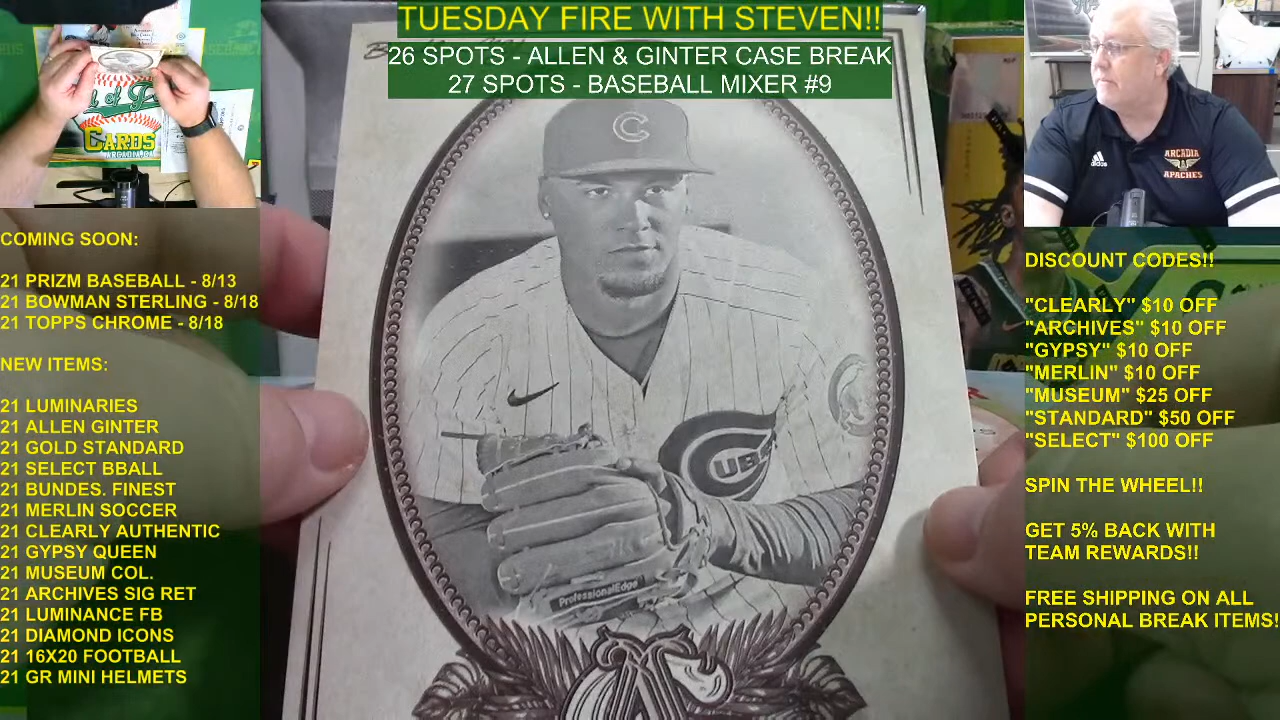 TUESDAY FIRE WITH STEVEN!!
26 SPOTS - ALLEN & GINTER CASE BREAK
27 SPOTS - BASEBALL MIXER #9
CARDS
ARCADIA, CA
ARCADIA
APACHES
adidas
COMING SOON:
21 PRIZM BASEBALL - 8/13
21 BOWMAN STERLING - 8/18
21 TOPPS CHROME - 8/18
NEW ITEMS:
21 LUMINARIES
21 ALLEN GINTER
21 GOLD STANDARD
21 SELECT BBALL
21 BUNDES. FINEST
21 MERLIN SOCCER
21 CLEARLY AUTHENTIC
21 GYPSY QUEEN
21 MUSEUM COL.
21 ARCHIVES SIG RET
21 LUMINANCE FB
21 DIAMOND ICONS
21 16X20 FOOTBALL
21 GR MINI HELMETS
C
CUBS
ProfessionalEdge
DISCOUNT CODES!!
"CLEARLY" $10 OFF
"ARCHIVES" $10 OFF
"GYPSY" $10 OFF
"MERLIN" $10 OFF
"MUSEUM" $25 OFF
"STANDARD" $50 OFF
"SELECT" $100 OFF
SPIN THE WHEEL!!
GET 5% BACK WITH
TEAM REWARDS!!
FREE SHIPPING ON ALL
PERSONAL BREAK ITEMS!